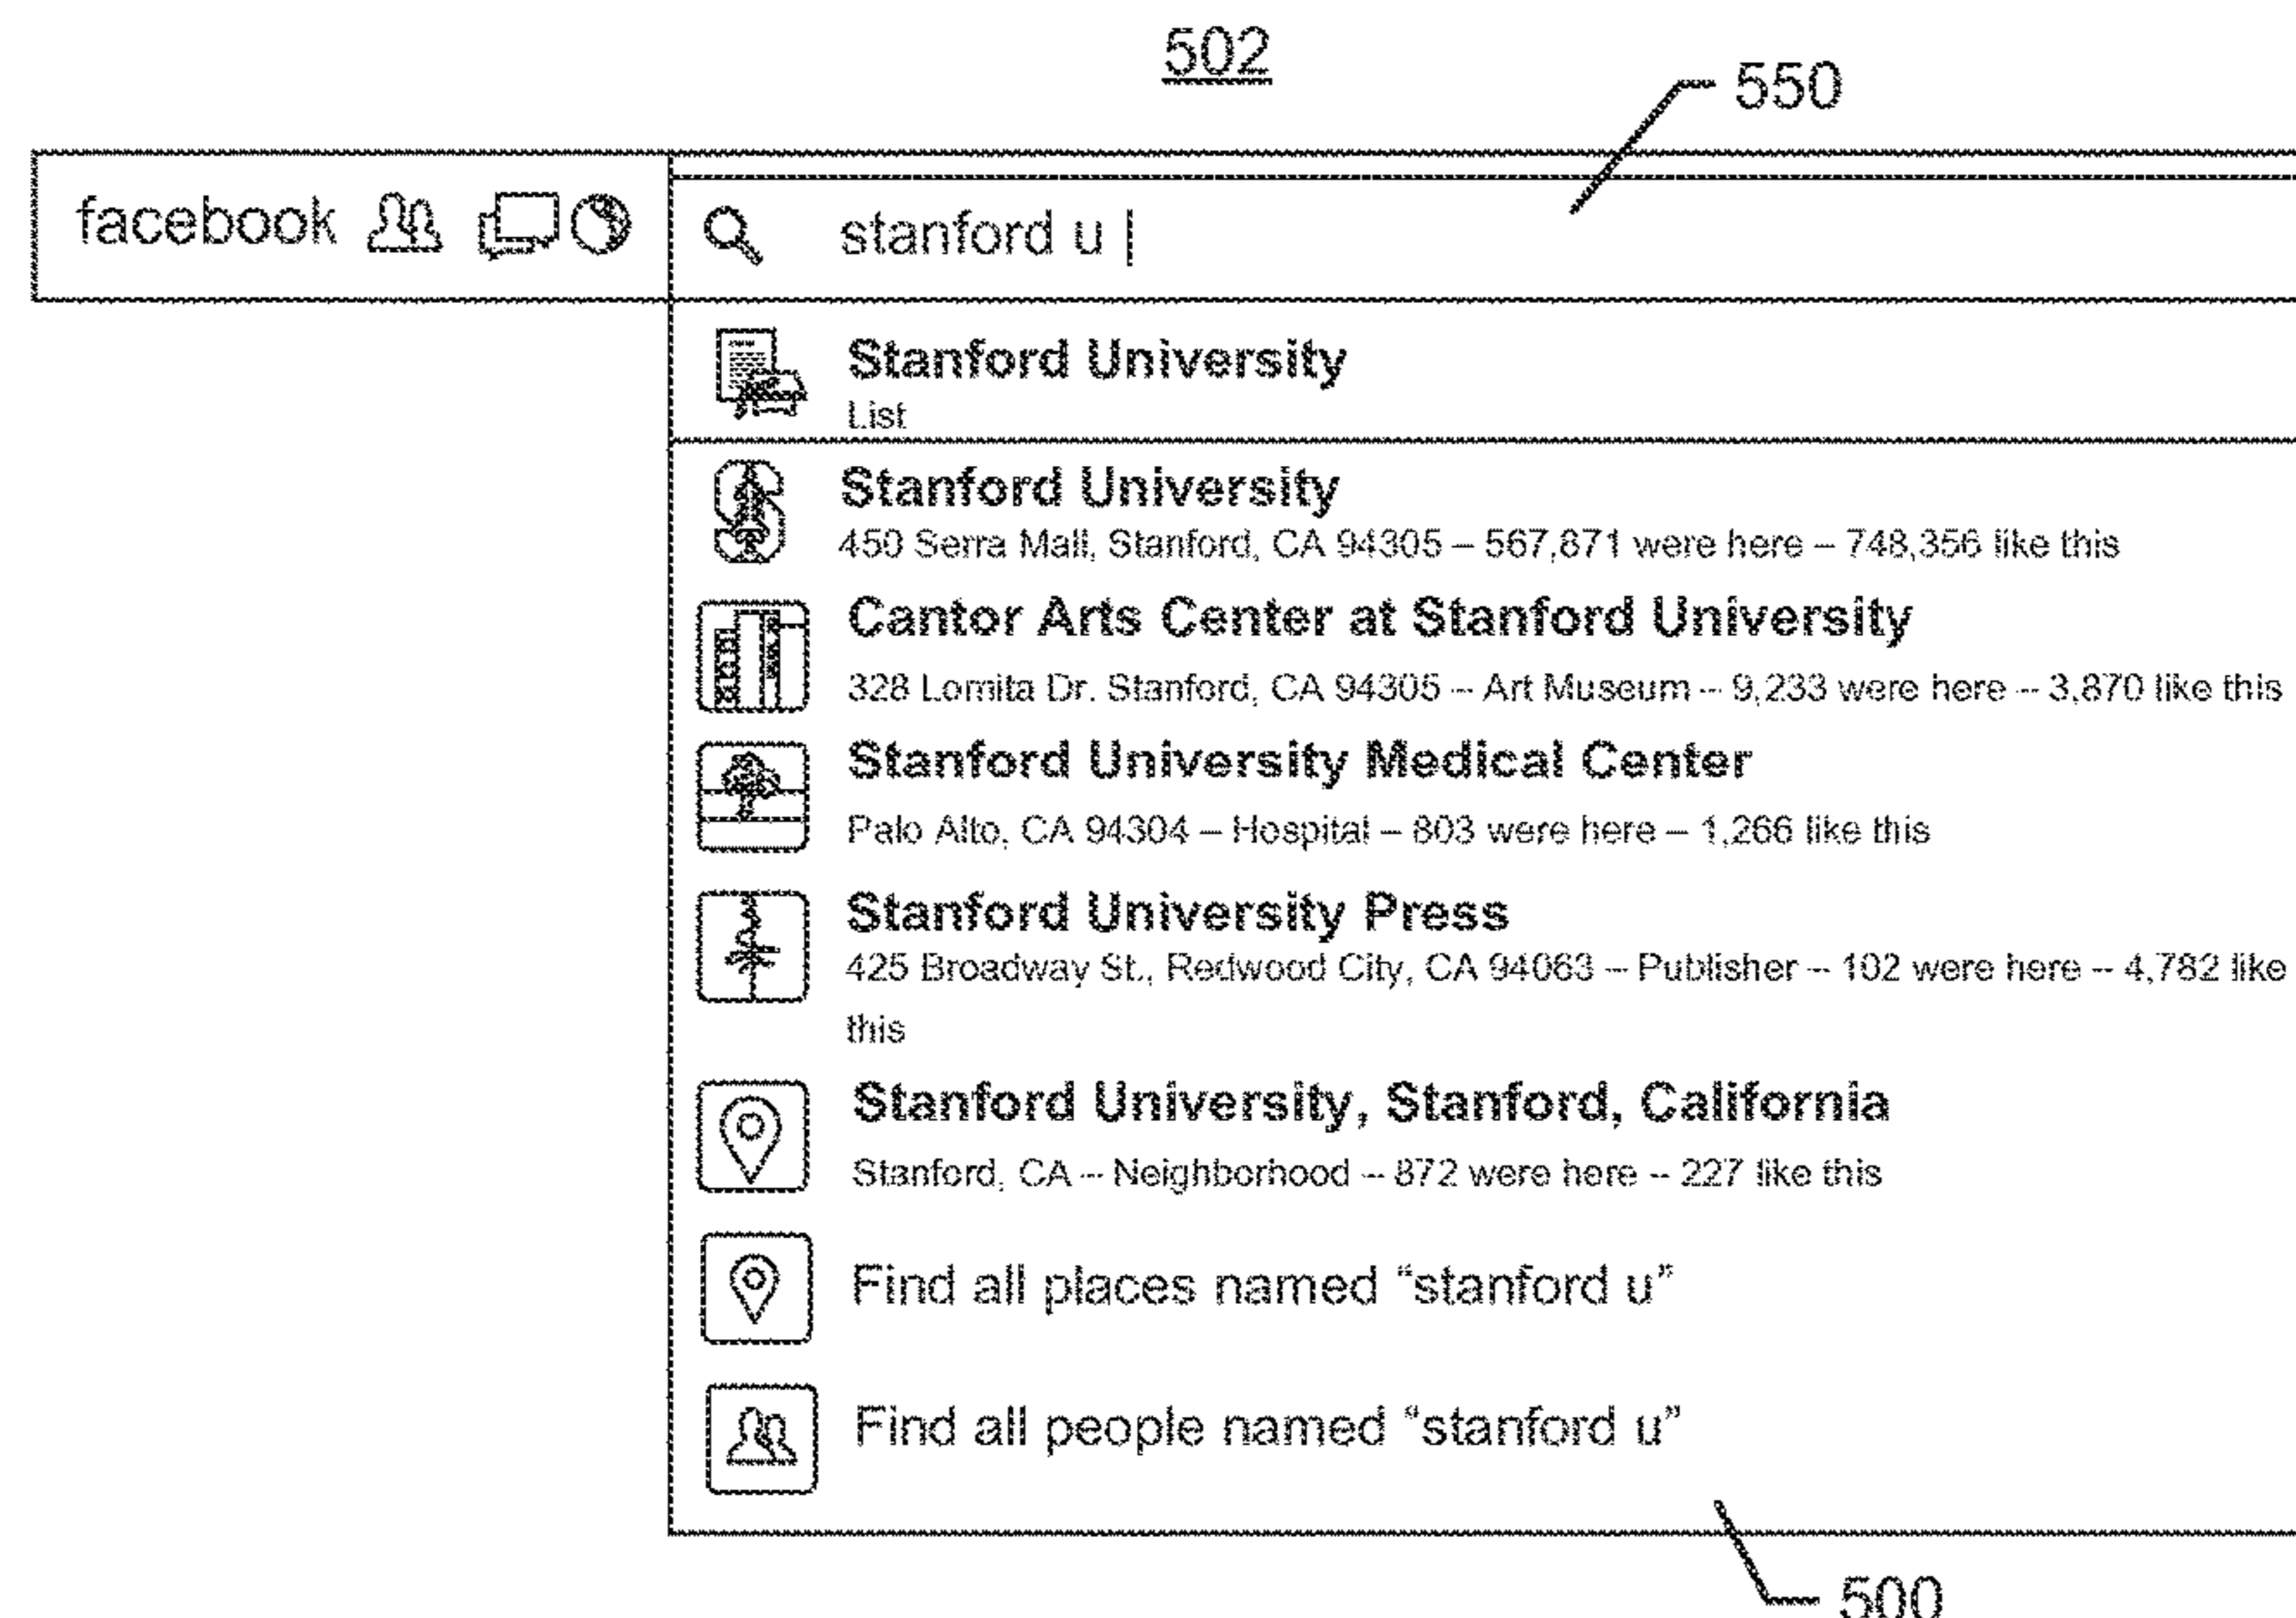 502
550
facebook
stanford u
Stanford University
List
Stanford University
450 Serra Mall, Stanford, CA 94305 – 567,871 were here – 748,356 like this
Cantor Arts Center at Stanford University
328 Lomita Dr. Stanford, CA 94305 -- Art Museum -- 9,233 were here -- 3,870 like this
Stanford University Medical Center
Palo Alto, CA 94304 – Hospital – 803 were here – 1,266 like this
Stanford University Press
425 Broadway St., Redwood City, CA 94063 -- Publisher -- 102 were here -- 4,782 like
this
Stanford University, Stanford, California
Stanford, CA -- Neighborhood -- 872 were here -- 227 like this
Find all places named “stanford u”
Find all people named “stanford u”
500